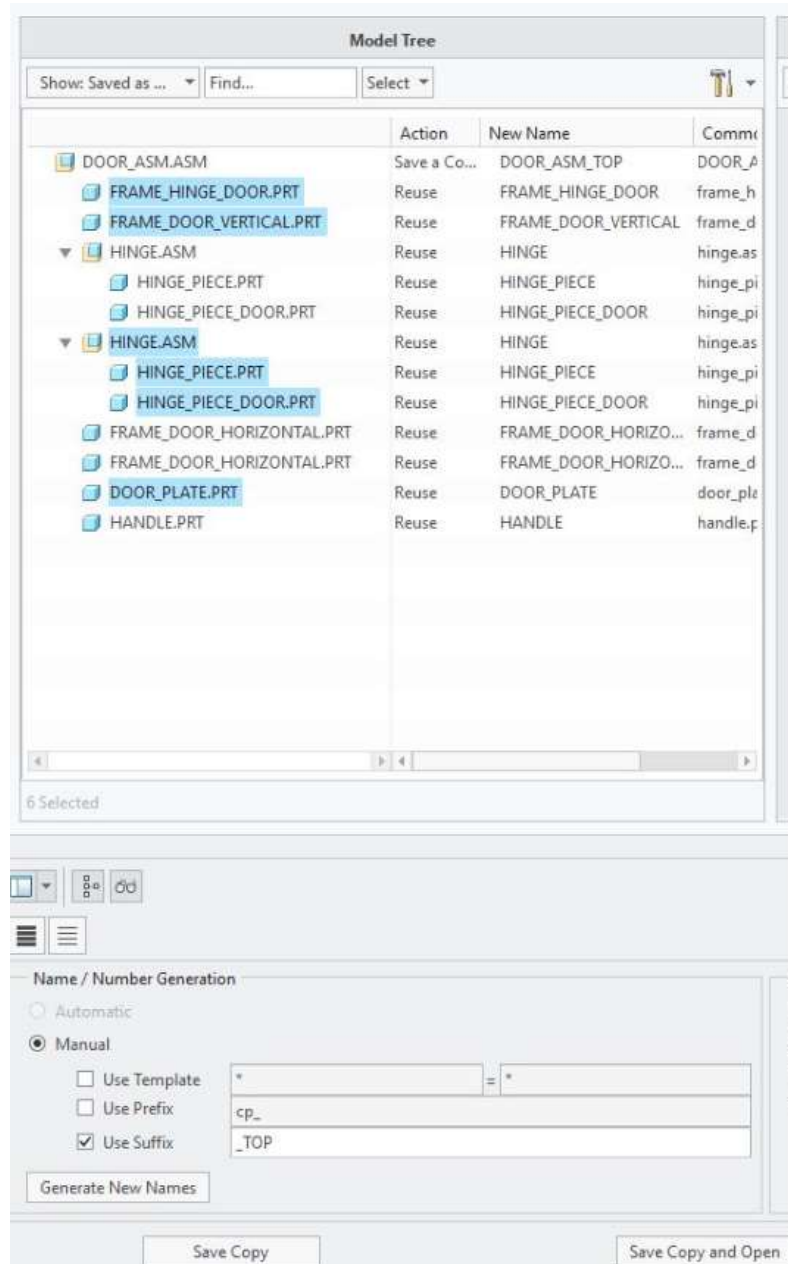 Model Tree
Show: Saved as ... Find... Select
Action New Name Commo
DOOR_ASM.ASM Save a Co... DOOR_ASM_TOP DOOR_A
FRAME_HINGE_DOOR.PRT Reuse FRAME_HINGE_DOOR frame_h
FRAME_DOOR_VERTICAL.PRT Reuse FRAME_DOOR_VERTICAL frame_d
HINGE.ASM Reuse HINGE hinge.as
HINGE_PIECE.PRT Reuse HINGE_PIECE hinge_pi
HINGE_PIECE_DOOR.PRT Reuse HINGE_PIECE_DOOR hinge_pi
HINGE.ASM Reuse HINGE hinge.as
HINGE_PIECE.PRT Reuse HINGE_PIECE hinge_pi
HINGE_PIECE_DOOR.PRT Reuse HINGE_PIECE_DOOR hinge_pi
FRAME_DOOR_HORIZONTAL.PRT Reuse FRAME_DOOR_HORIZO... frame_d
FRAME_DOOR_HORIZONTAL.PRT Reuse FRAME_DOOR_HORIZO... frame_d
DOOR_PLATE.PRT Reuse DOOR_PLATE door_pla
HANDLE.PRT Reuse HANDLE handle.p
6 Selected
Name / Number Generation
Automatic
Manual
Use Template * = *
Use Prefix cp_
Use Suffix _TOP
Generate New Names
Save Copy Save Copy and Open